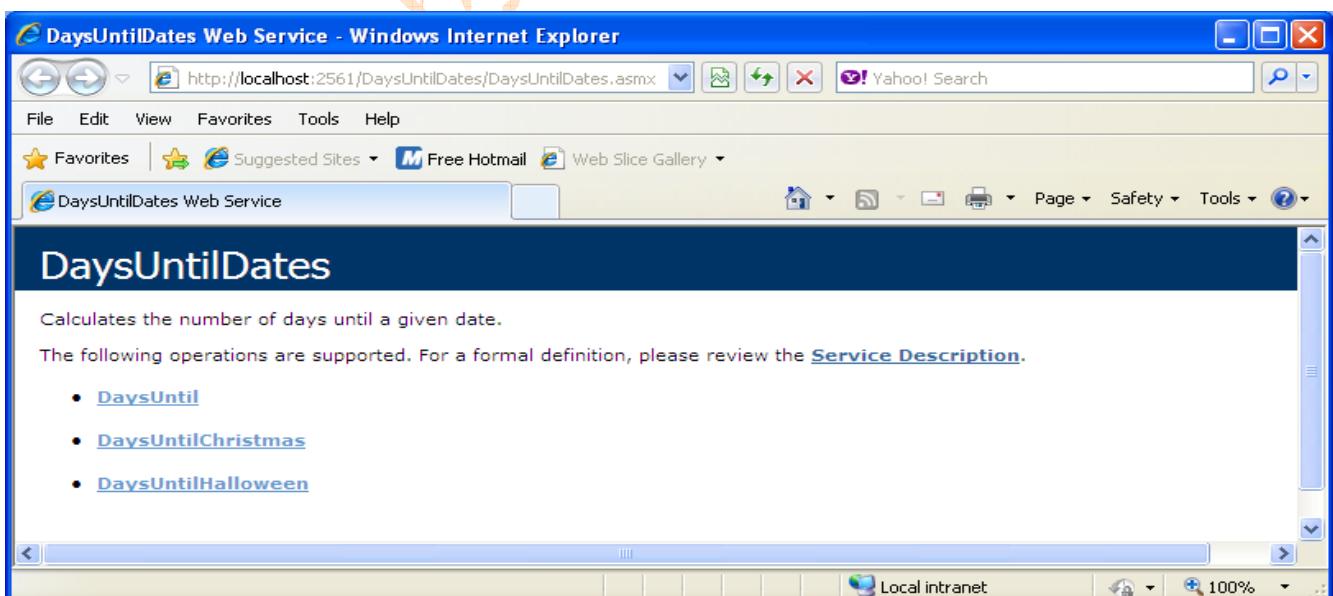 DaysUntilDates Web Service - Windows Internet Explorer
http://localhost:2561/DaysUntilDates/DaysUntilDates.asmx Yahoo! Search
File Edit View Favorites Tools Help
Favorites Suggested Sites Free Hotmail Web Slice Gallery
DaysUntilDates Web Service Page Safety Tools
DaysUntilDates
Calculates the number of days until a given date.
The following operations are supported. For a formal definition, please review the Service Description.
• DaysUntil
• DaysUntilChristmas
• DaysUntilHalloween
Local intranet 100%